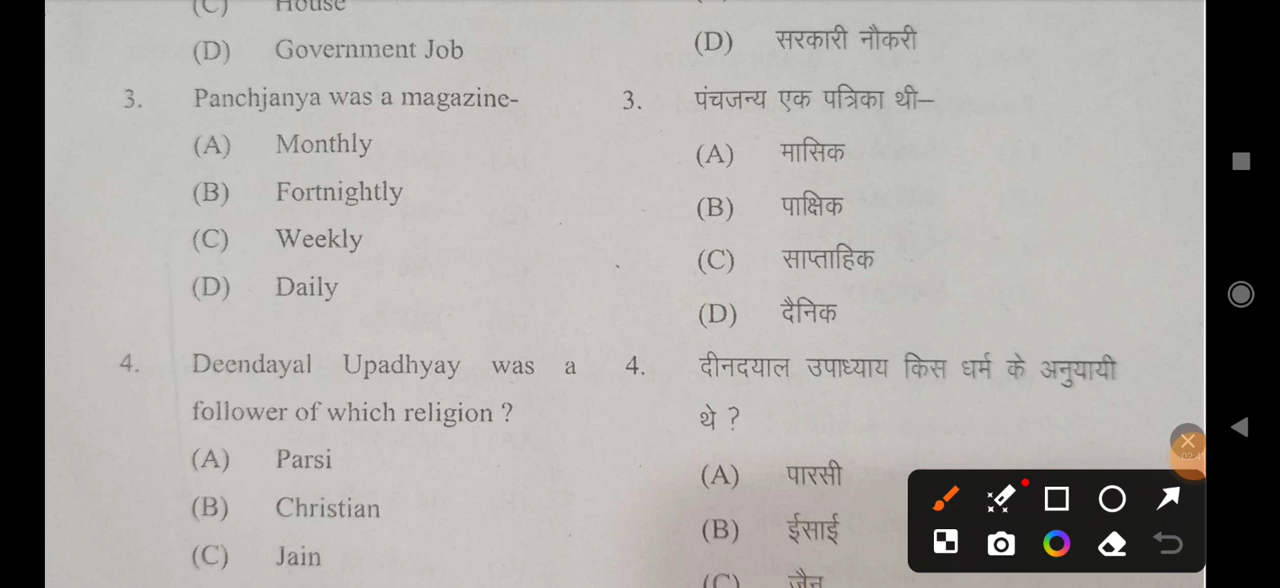 (C) House
(D) Government Job
3. Panchjanya was a magazine-
(A) Monthly
(B) Fortnightly
(C) Weekly
(D) Daily
4. Deendayal Upadhyay was a
follower of which religion ?
(A) Parsi
(B) Christian
(C) Jain
(D) सरकारी नौकरी
3. पंचजन्य एक पत्रिका थी–
(A) मासिक
(B) पाक्षिक
(C) साप्ताहिक
(D) दैनिक
4. दीनदयाल उपाध्याय किस धर्म के अनुयायी
थे ?
(A) पारसी
(B) ईसाई
(C) जैन